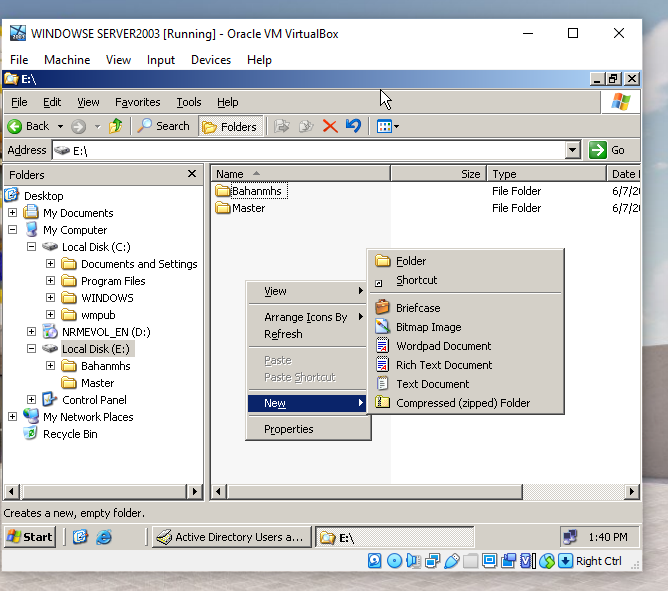 WINDOWSE SERVER2003 [Running] - Oracle VM VirtualBox
File Machine View Input Devices Help
E:\
File Edit View Favorites Tools Help
Back Search Folders
Address E:\ Go
Folders
Desktop
My Documents
My Computer
Local Disk (C:)
Documents and Settings
Program Files
WINDOWS
wmpub
NRMEVOL_EN (D:)
Local Disk (E:)
Bahanmhs
Master
Control Panel
My Network Places
Recycle Bin
Name Size Type Date
Bahanmhs File Folder 6/7/20
Master File Folder 6/7/20
View
Arrange Icons By
Refresh
Paste
Paste Shortcut
New
Properties
Folder
Shortcut
Briefcase
Bitmap Image
Wordpad Document
Rich Text Document
Text Document
Compressed (zipped) Folder
Creates a new, empty folder.
Start Active Directory Users a... E:\ 1:40 PM
Right Ctrl